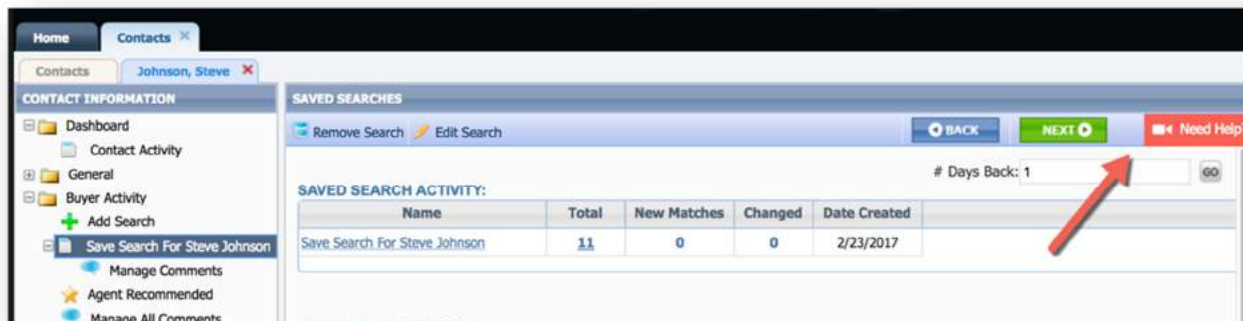 Home Contacts
Contacts Johnson, Steve
CONTACT INFORMATION
SAVED SEARCHES
Dashboard
Contact Activity
General
Buyer Activity
Add Search
Save Search For Steve Johnson
Manage Comments
Agent Recommended
Manage All Comments
Remove Search Edit Search BACK NEXT Need Help?
# Days Back: 1 GO
SAVED SEARCH ACTIVITY:
Name Total New Matches Changed Date Created
Save Search For Steve Johnson 11 0 0 2/23/2017